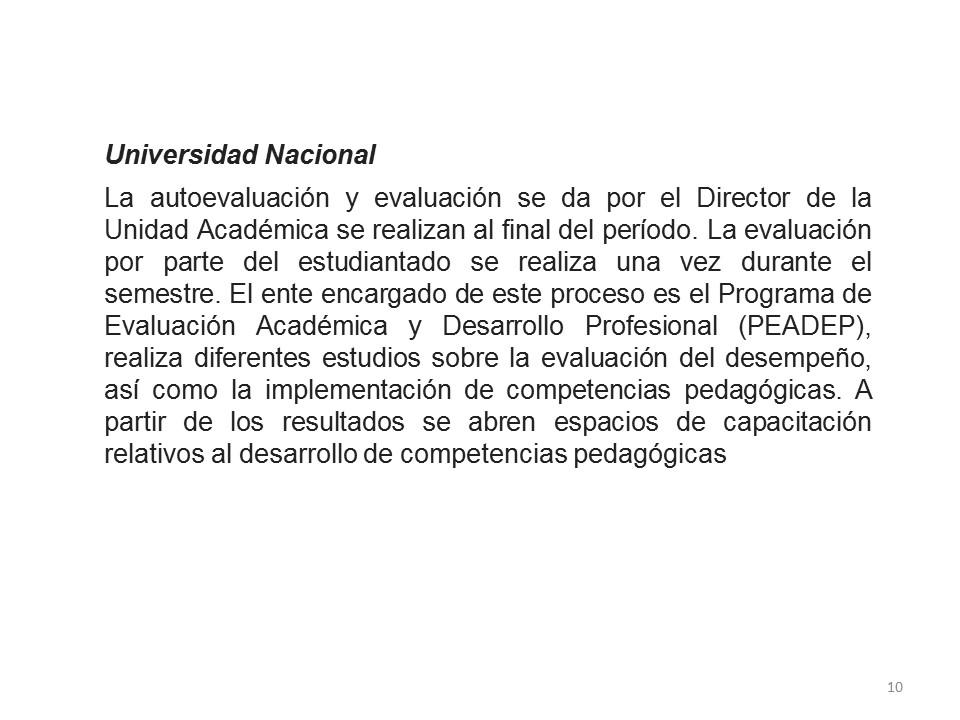 Universidad Nacional
La autoevaluación y evaluación se da por el Director de la
Unidad Académica se realizan al final del período. La evaluación
por parte del estudiantado se realiza una vez durante el
semestre. El ente encargado de este proceso es el Programa de
Evaluación Académica y Desarrollo Profesional (PEADEP),
realiza diferentes estudios sobre la evaluación del desempeño,
así como la implementación de competencias pedagógicas. A
partir de los resultados se abren espacios de capacitación
relativos al desarrollo de competencias pedagógicas
10